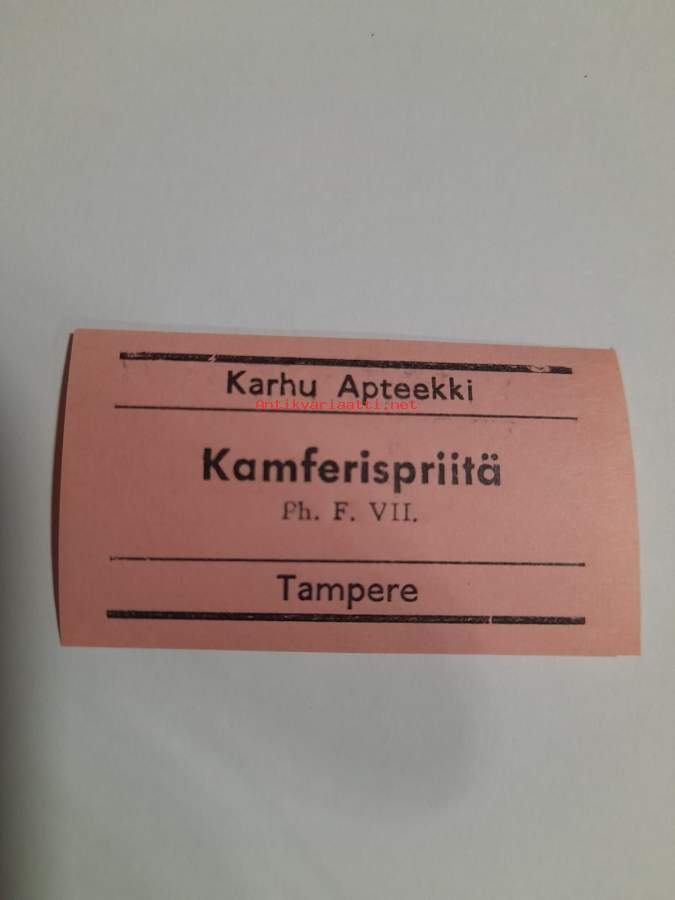 Karhu Apteekki
Antikvariaatti.net
Kamferispriitä
Ph. F. VII.
Tampere